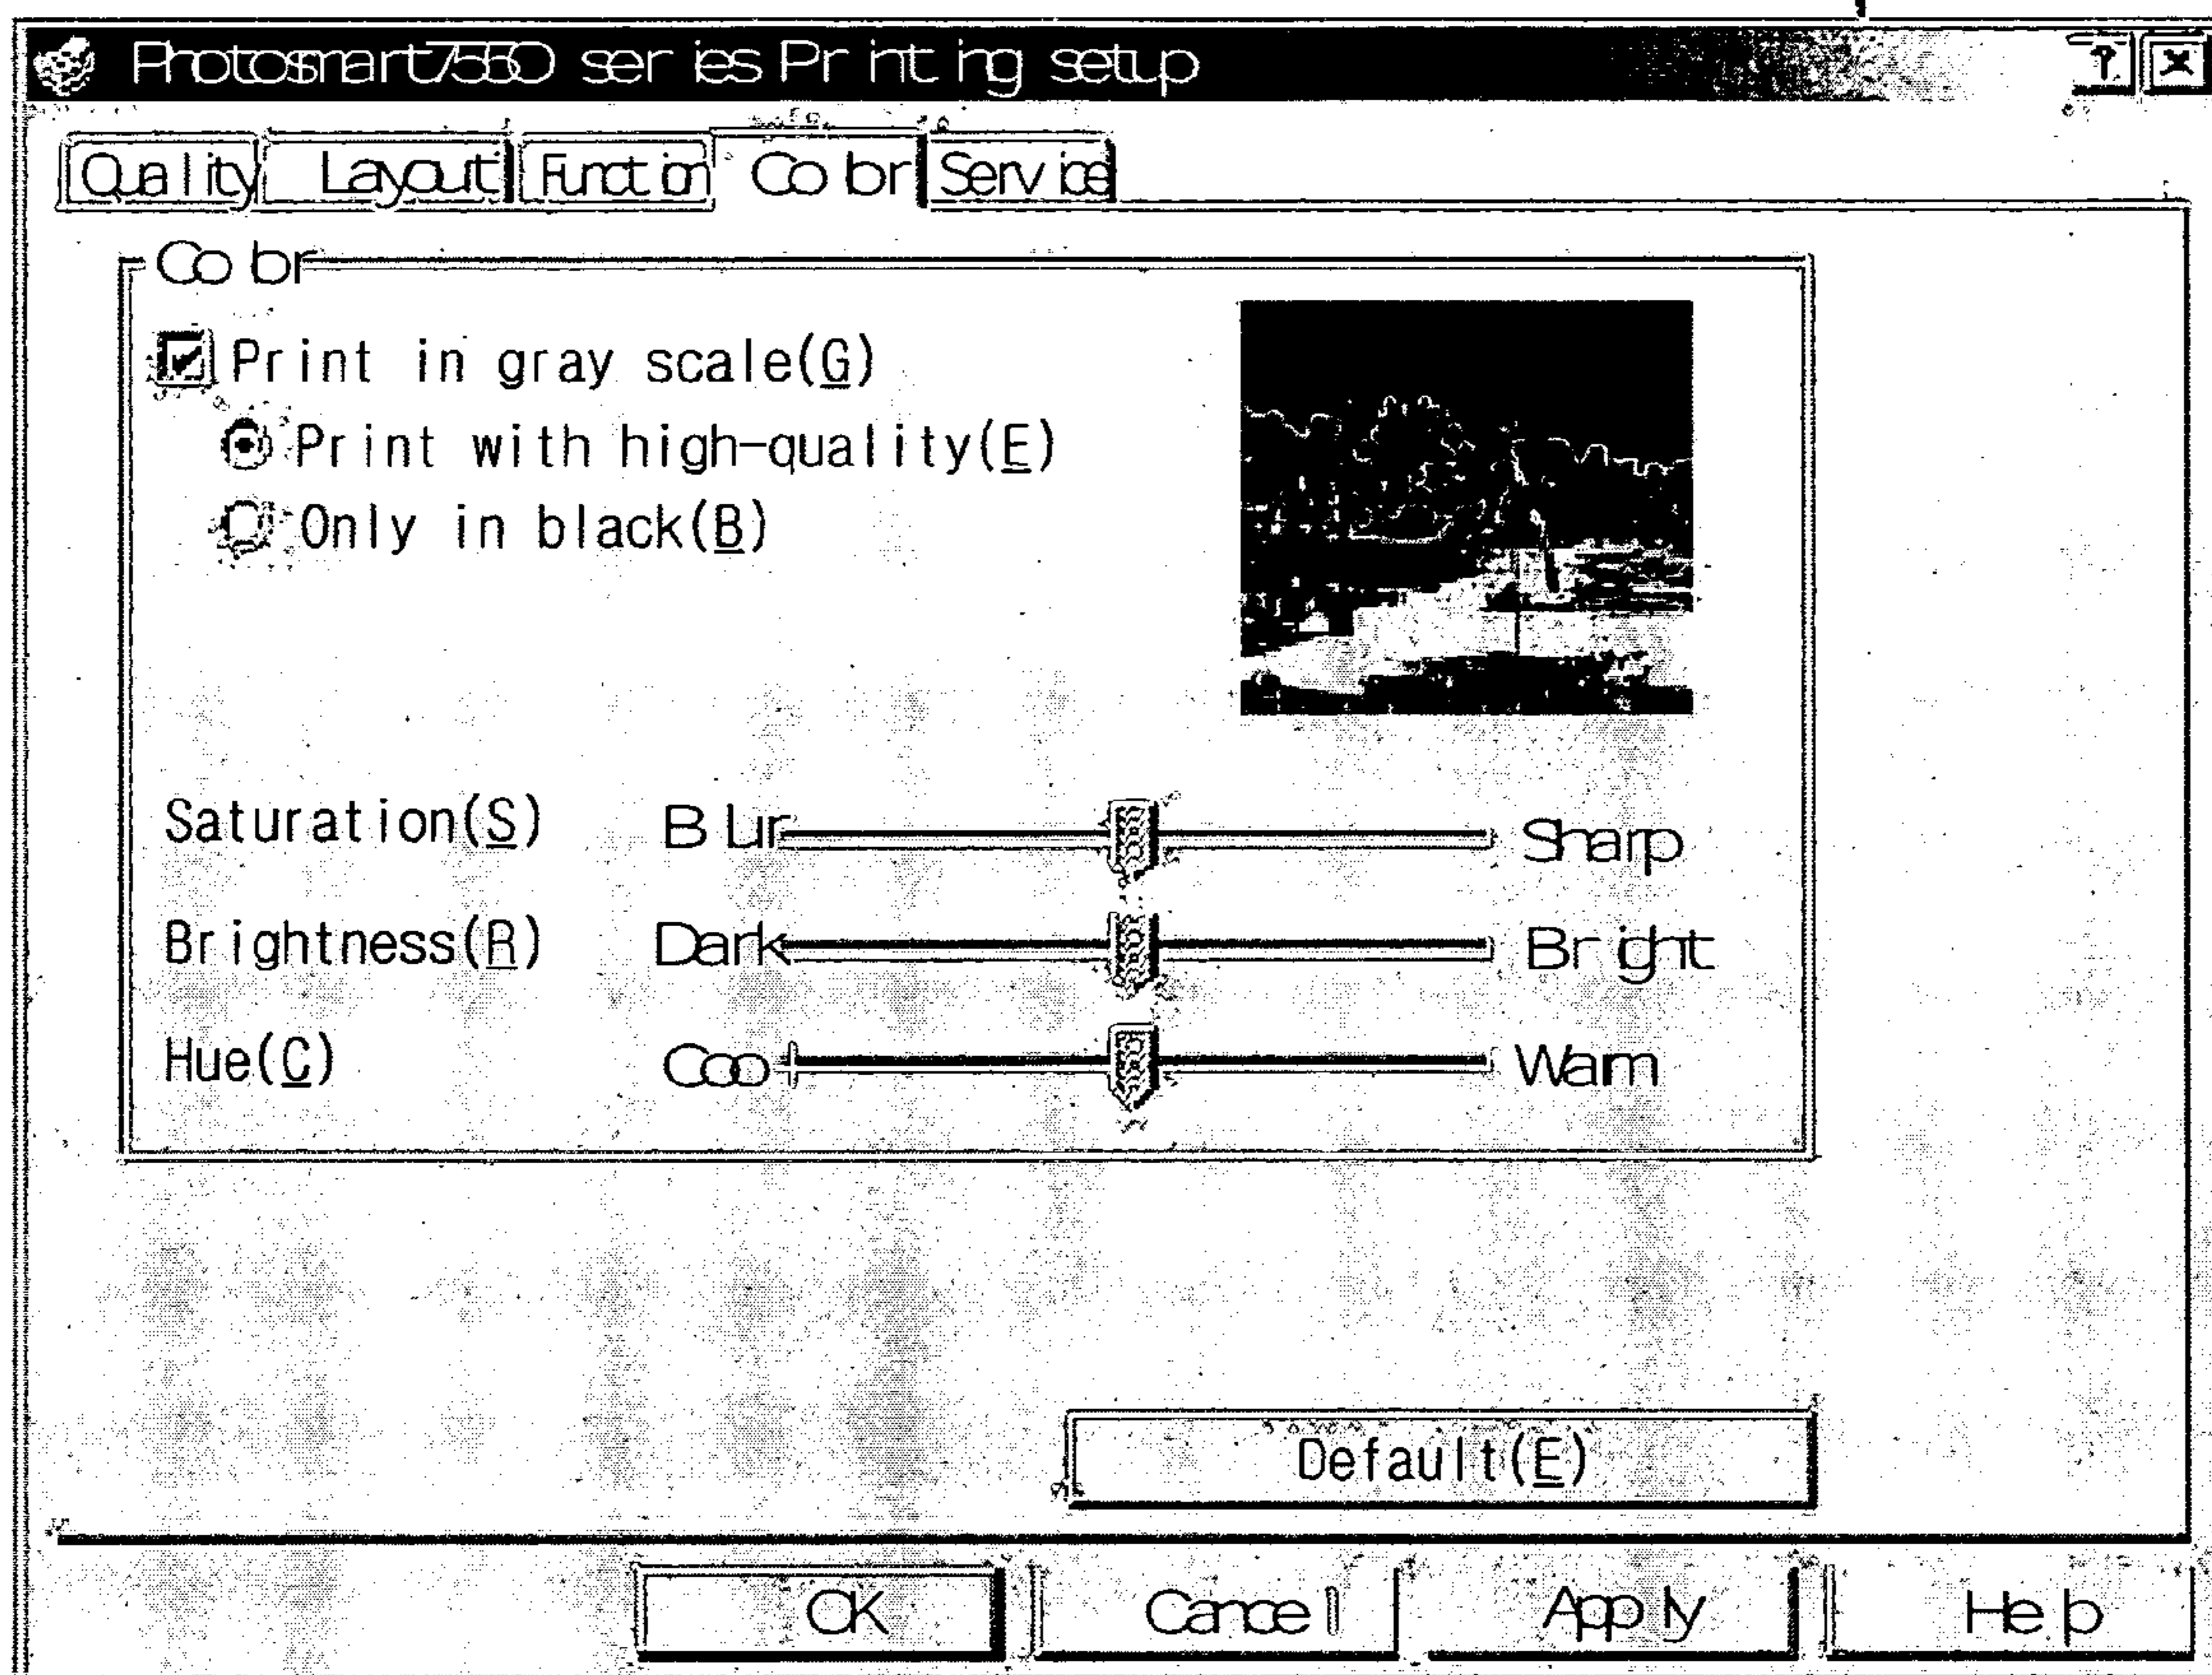 Photosmart7550 series Printing setup
Quality Layout Function Color Service
Color
Print in gray scale(G)
Print with high-quality(E)
Only in black(B)
Saturation(S) Blur Sharp
Brightness(R) Dark Bright
Hue(C) Cool Warm
Default(E)
OK Cancel Apply Help